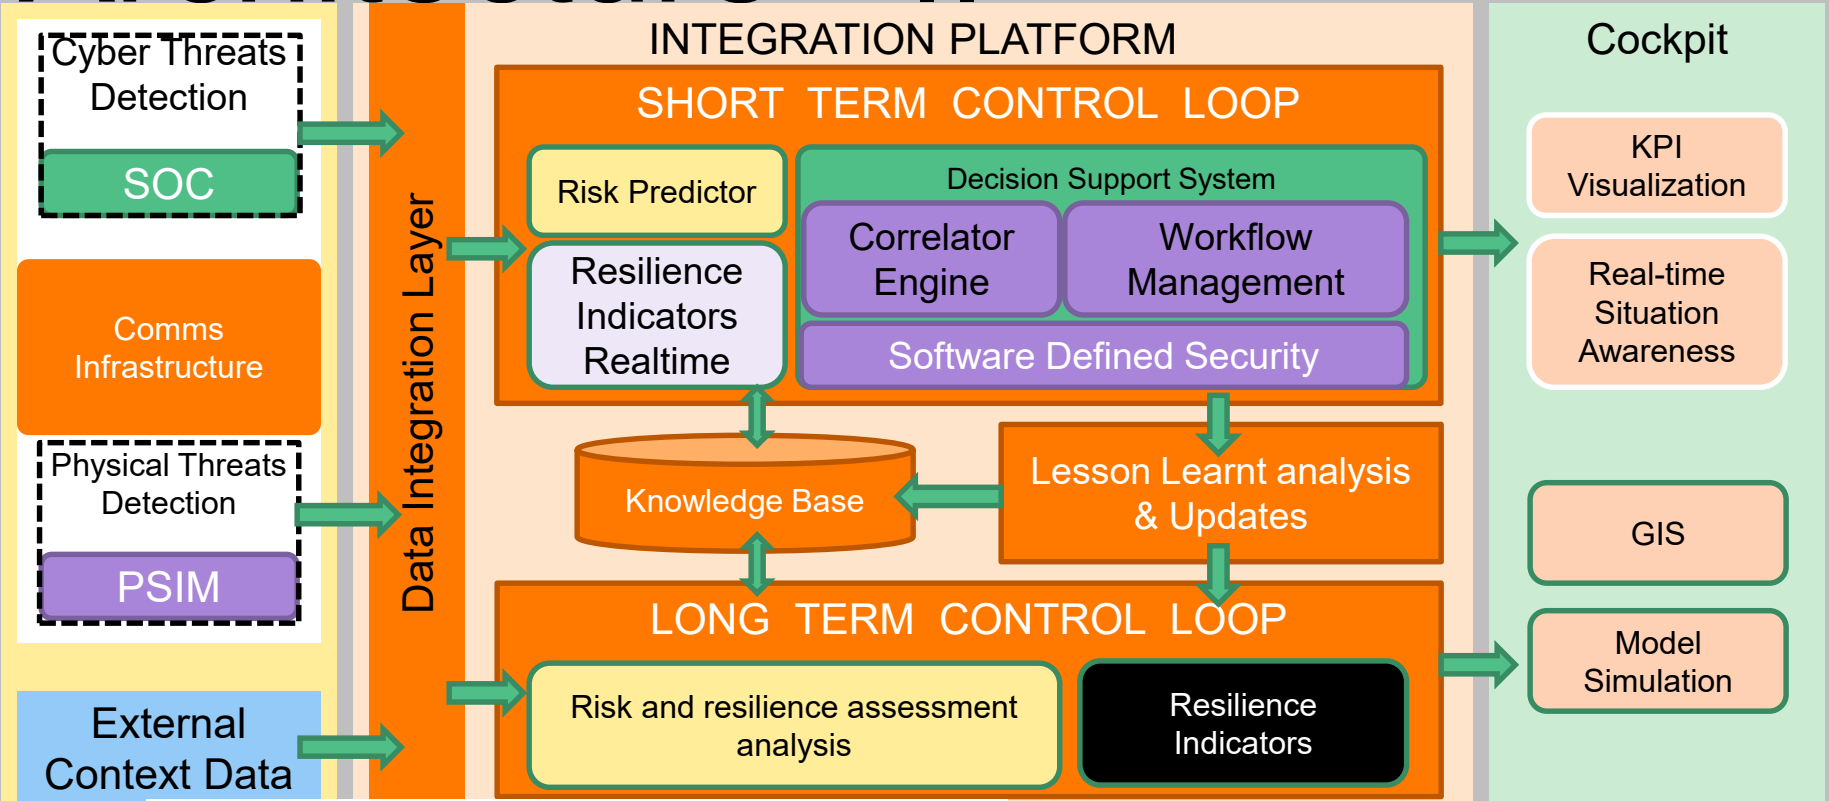 Cyber Threats
Detection
SOC
Comms
Infrastructure
Physical Threats
Detection
PSIM
External
Context Data
Data Integration Layer
INTEGRATION PLATFORM
SHORT TERM CONTROL LOOP
Risk Predictor
Resilience
Indicators
Realtime
Decision Support System
Correlator
Engine
Workflow
Management
Software Defined Security
Knowledge Base
Lesson Learnt analysis
& Updates
LONG TERM CONTROL LOOP
Risk and resilience assessment
analysis
Resilience
Indicators
Cockpit
KPI
Visualization
Real-time
Situation
Awareness
GIS
Model
Simulation